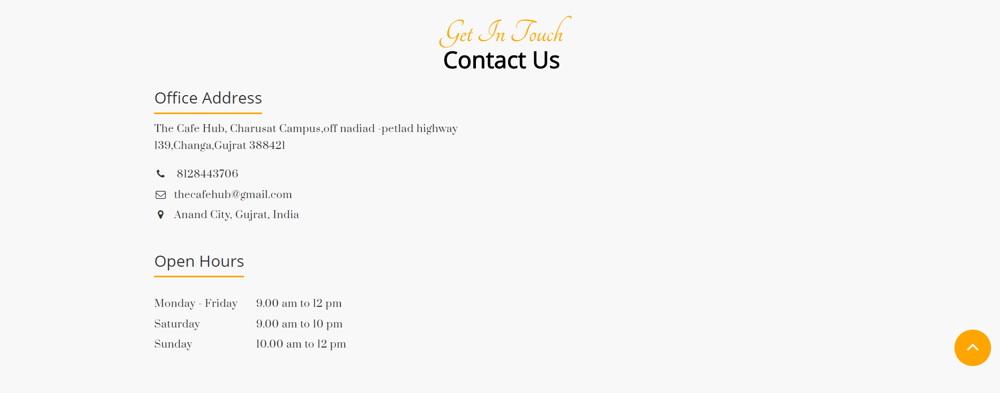 Get In Touch
Contact Us
Office Address
The Cafe Hub, Charusat Campus,off nadiad -petlad highway
139,Changa,Gujrat 388421
8128443706
thecafehub@gmail.com
Anand City, Gujrat, India
Open Hours
Monday - Friday 9.00 am to 12 pm
Saturday 9.00 am to 10 pm
Sunday 10.00 am to 12 pm